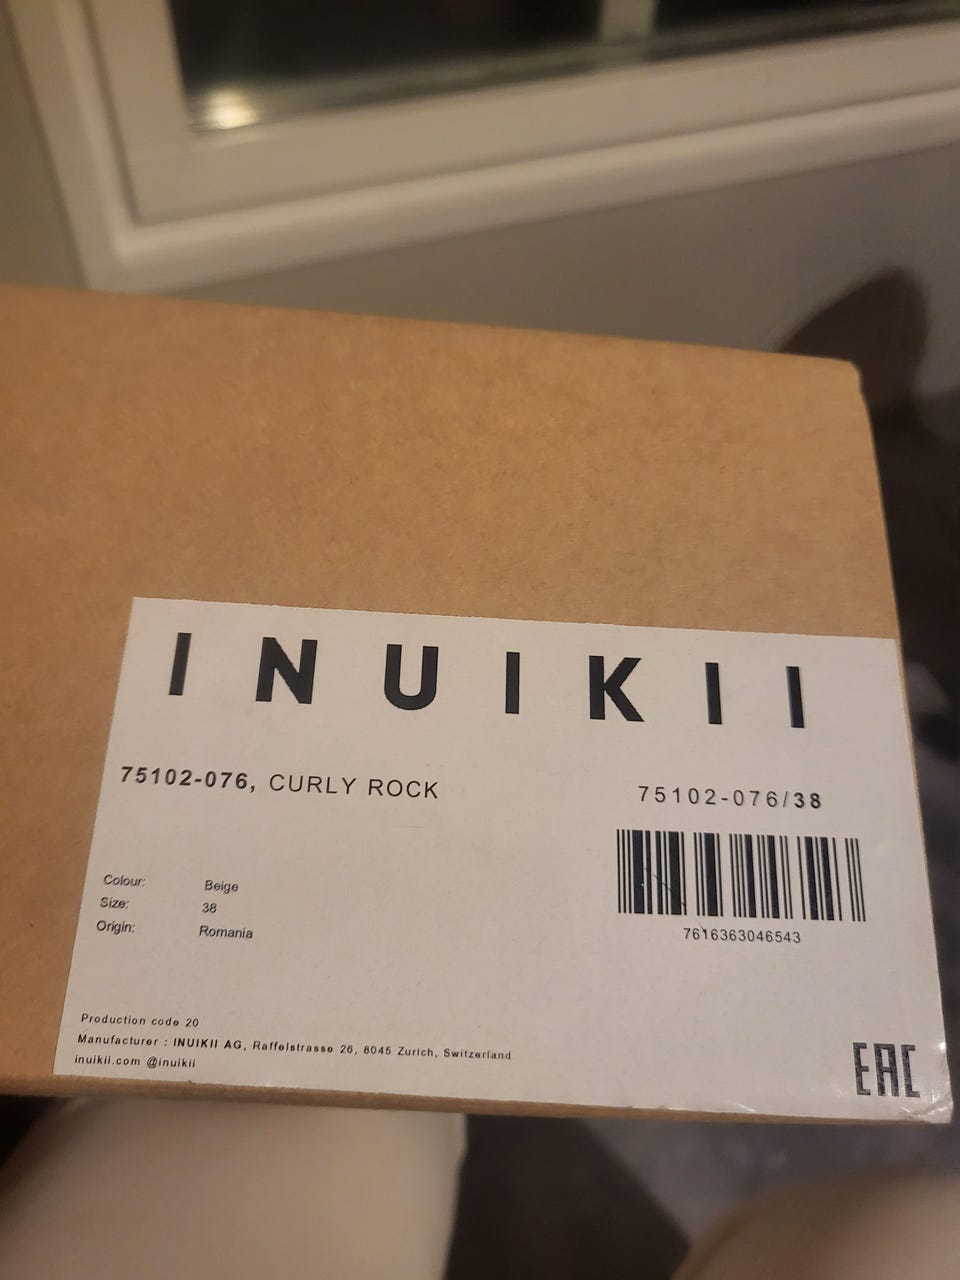 INUIKII
75102-076, CURLY ROCK
75102-076/38
7616363046543
Colour: Beige
Size: 38
Origin: Romania
Production code 20
Manufacturer : INUIKII AG, Raffelstrasse 26, 8045 Zurich, Switzerland
inuikii.com @inuikii
EAC